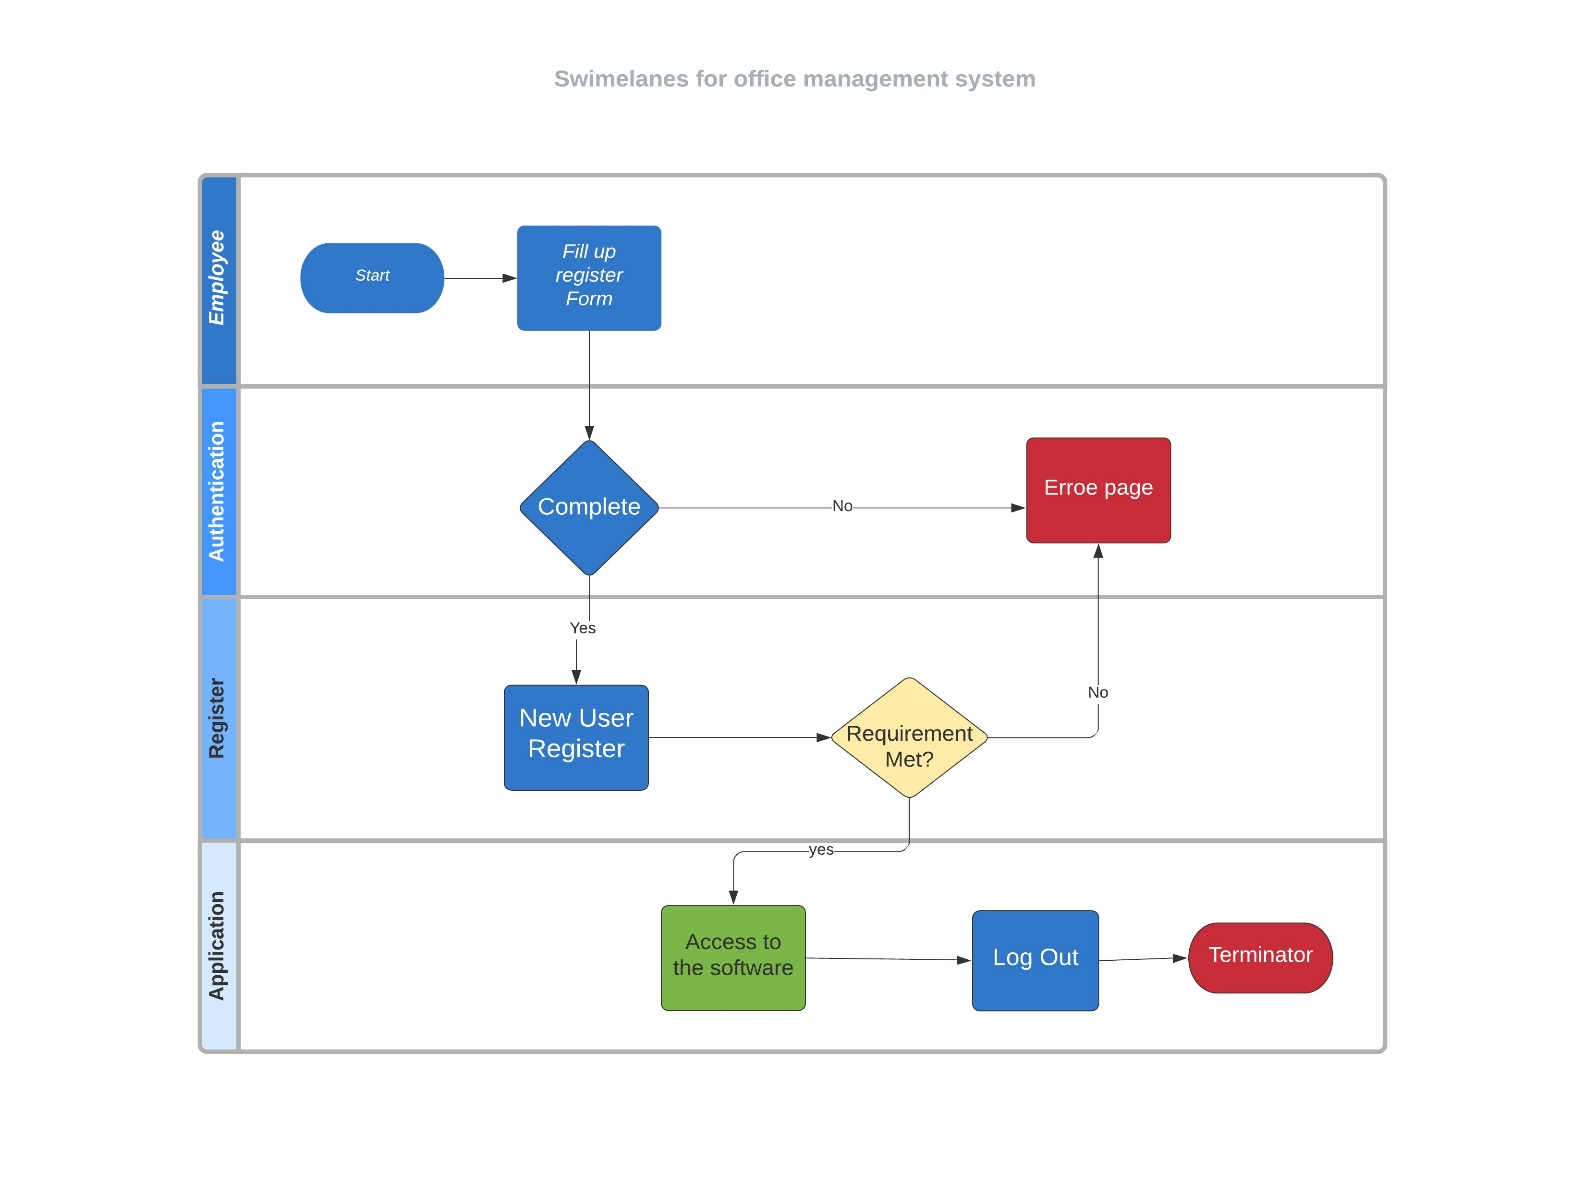 Swimelanes for office management system
Employee
Start
Fill up
register
Form
Authentication
Complete
No
Erroe page
Yes
Register
New User
Register
Requirement
Met?
No
yes
Application
Access to
the software
Log Out
Terminator